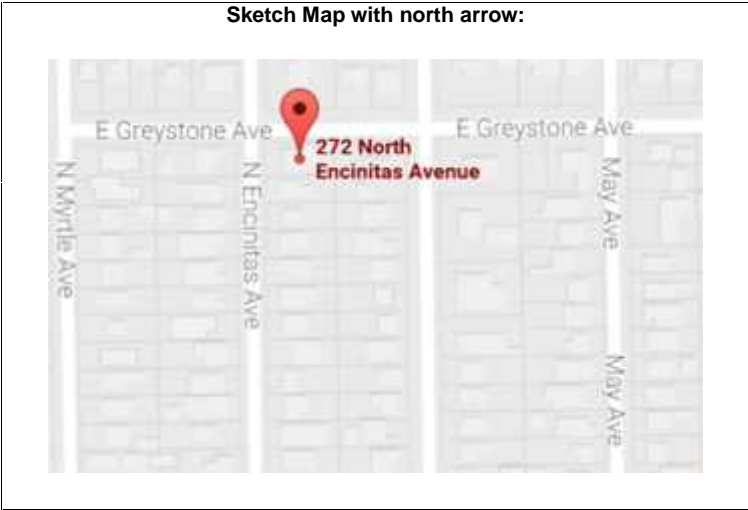 Sketch Map with north arrow:
E Greystone Ave
E Greystone Ave
272 North
Encinitas Avenue
N Myrtle Ave
N Encinitas Ave
May Ave
May Ave